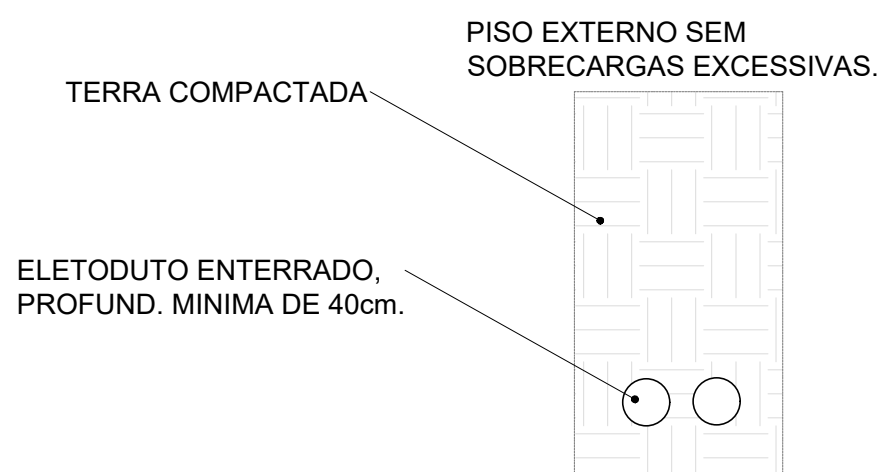 PISO EXTERNO SEM
SOBRECARGAS EXCESSIVAS.
TERRA COMPACTADA
ELETODUTO ENTERRADO,
PROFUND. MINIMA DE 40cm.